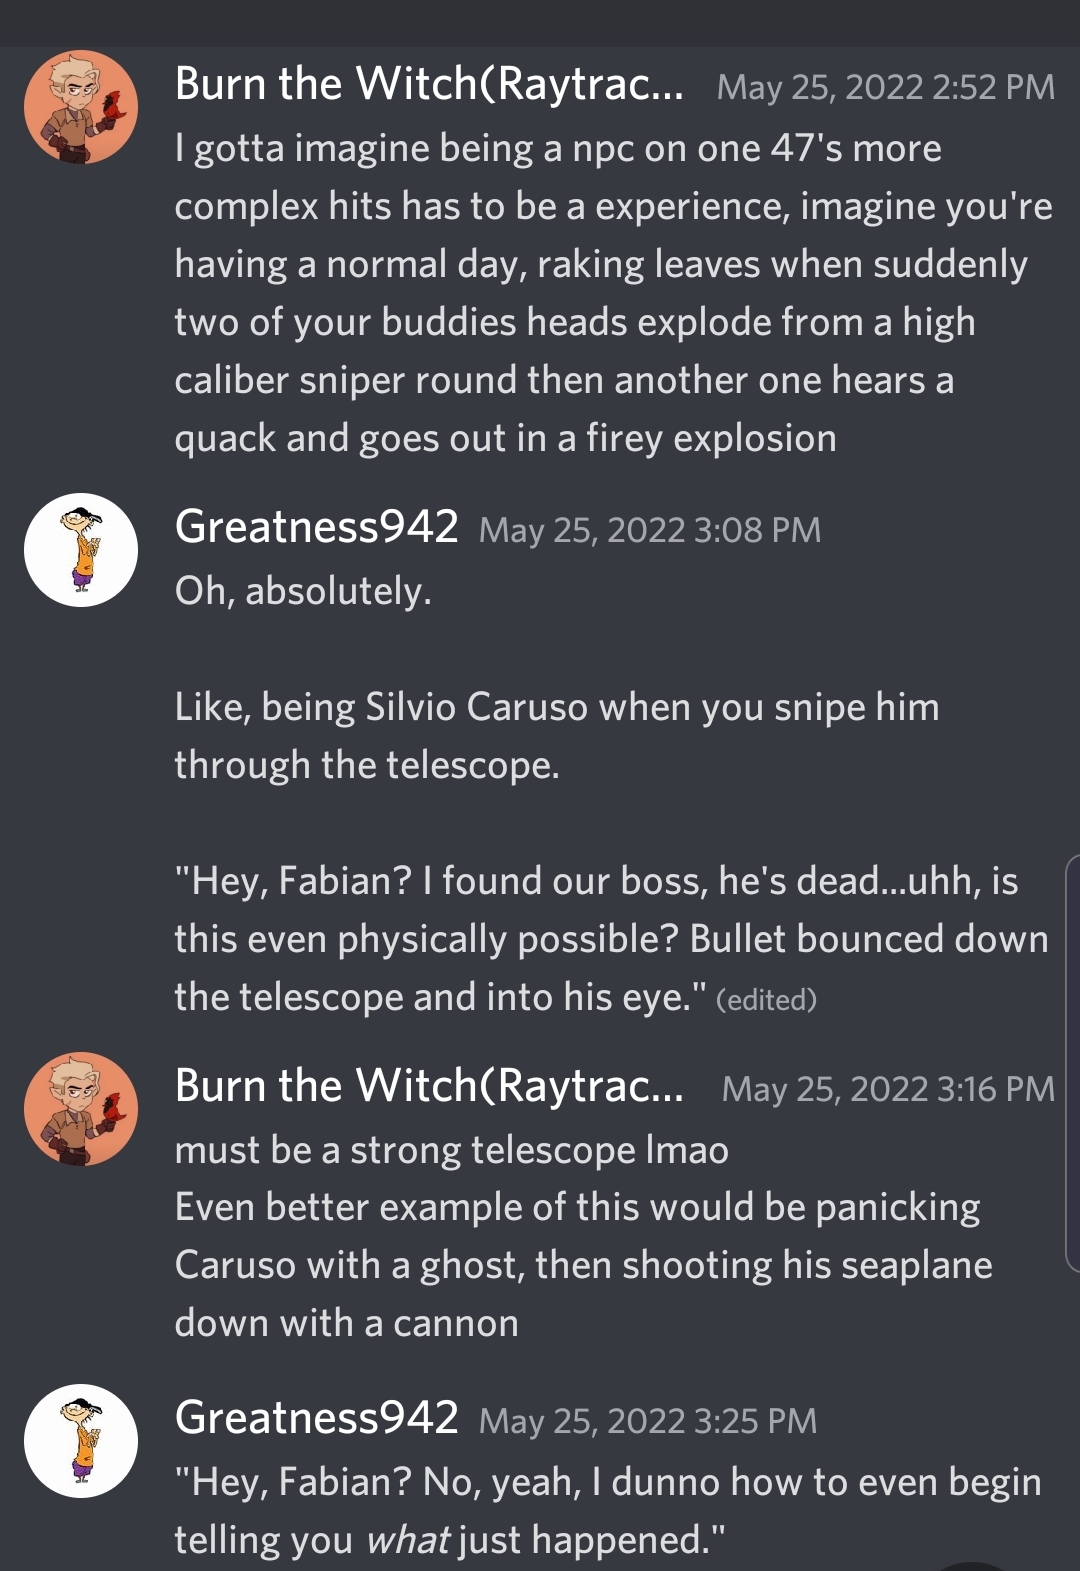 Burn the Witch(Raytrac... May 25, 2022 2:52 PM
I gotta imagine being a npc on one 47's more
complex hits has to be a experience, imagine you're
having a normal day, raking leaves when suddenly
two of your buddies heads explode from a high
caliber sniper round then another one hears a
quack and goes out in a firey explosion
Greatness942 May 25, 2022 3:08 PM
Oh, absolutely.
Like, being Silvio Caruso when you snipe him
through the telescope.
"Hey, Fabian? I found our boss, he's dead...uhh, is
this even physically possible? Bullet bounced down
the telescope and into his eye." (edited)
Burn the Witch(Raytrac... May 25, 2022 3:16 PM
must be a strong telescope lmao
Even better example of this would be panicking
Caruso with a ghost, then shooting his seaplane
down with a cannon
Greatness942 May 25, 2022 3:25 PM
"Hey, Fabian? No, yeah, I dunno how to even begin
telling you what just happened."